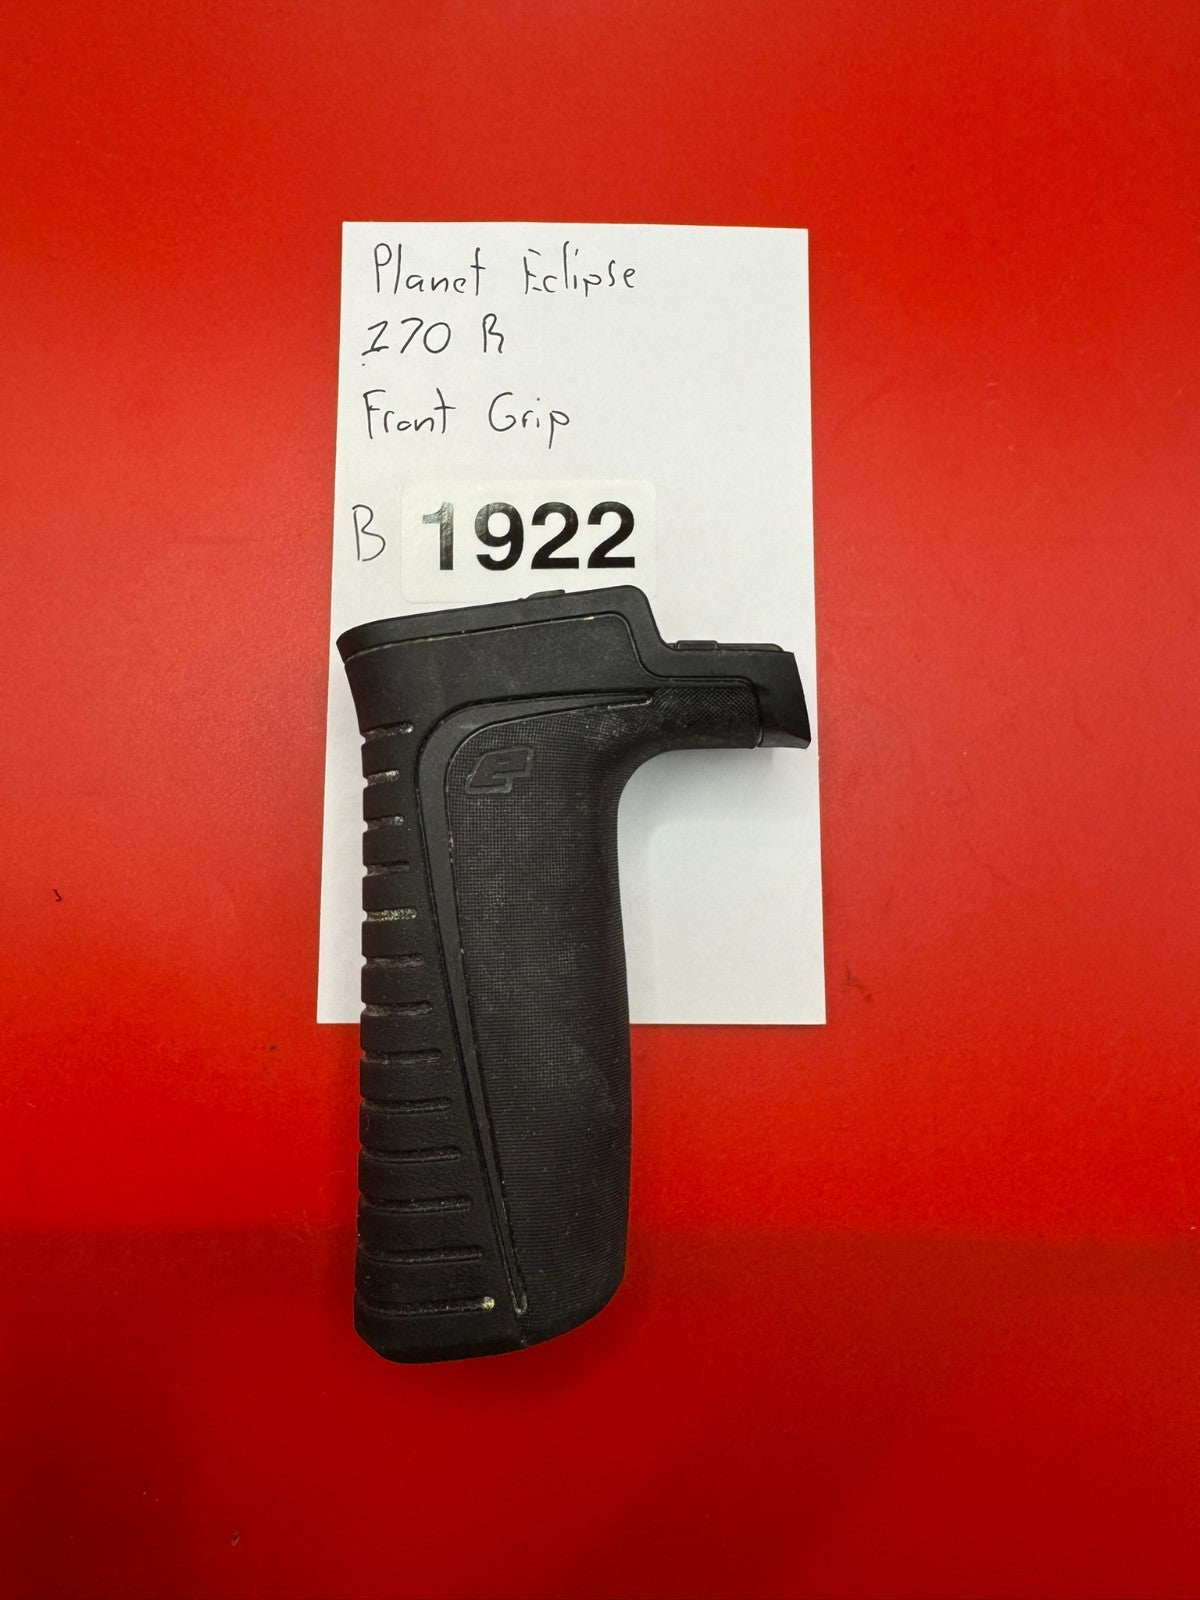 Planet Eclipse
170 R
Front Grip
B 1922
e